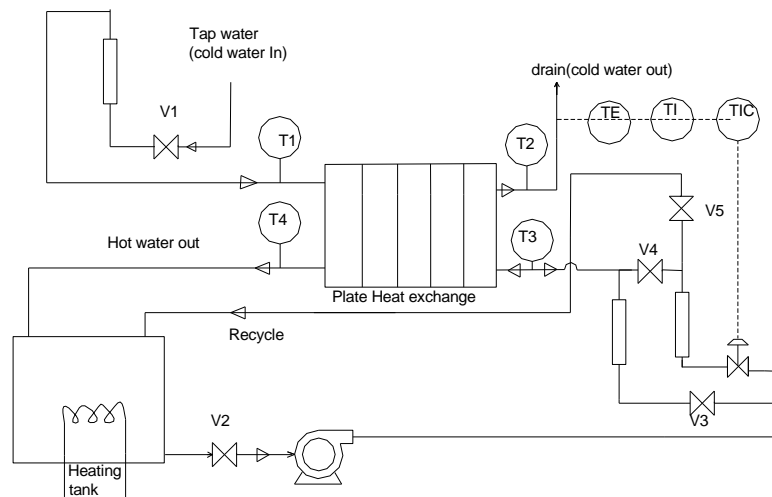 Tap water
(cold water In)
V1
drain(cold water out)
TE
TI
TIC
T1
T2
T4
T3
V5
V4
Hot water out
Plate Heat exchange
Recycle
V2
V3
Heating
tank